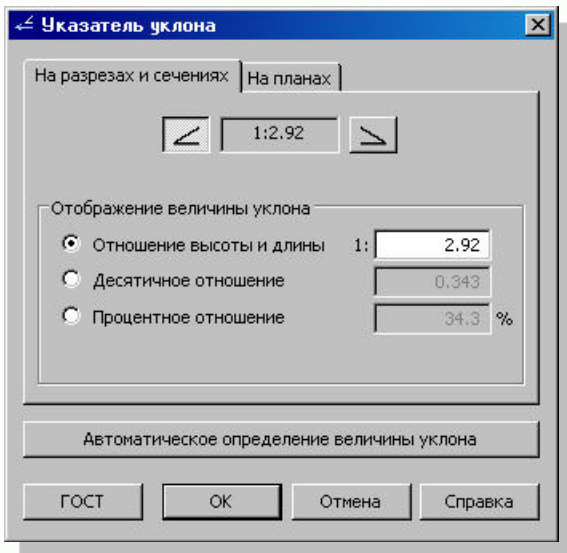 Указатель уклона
На разрезах и сечениях На планах
1:2.92
Отображение величины уклона
Отношение высоты и длины 1: 2.92
Десятичное отношение 0.343
Процентное отношение 34.3 %
Автоматическое определение величины уклона
ГОСТ OK Отмена Справка